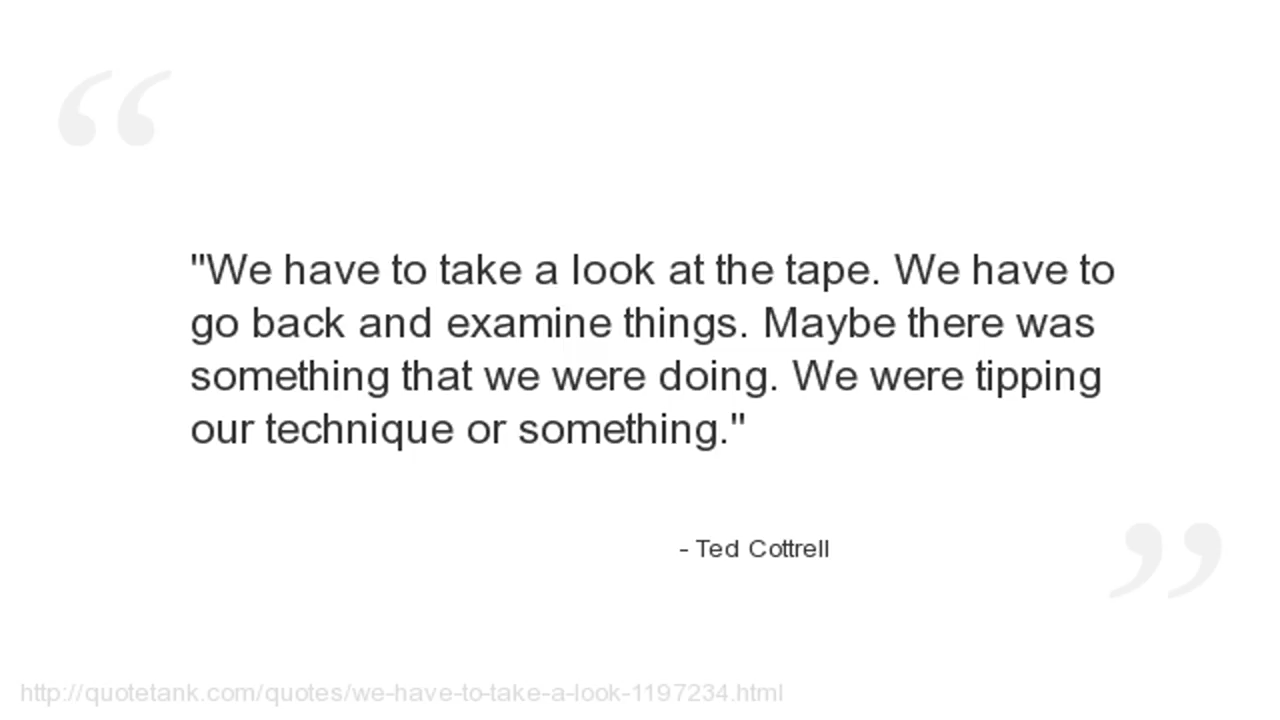 "We have to take a look at the tape. We have to
go back and examine things. Maybe there was
something that we were doing. We were tipping
our technique or something."
- Ted Cottrell
http://quotetank.com/quotes/we-have-to-take-a-look-1197234.html